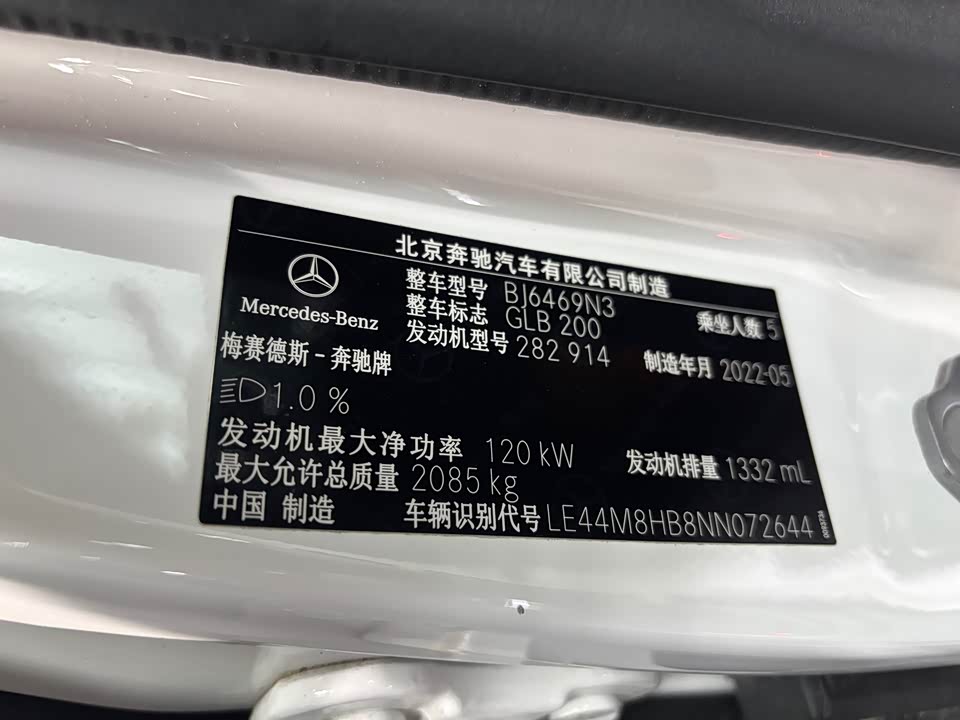 北京奔驰汽车有限公司制造
Mercedes-Benz
整车型号 BJ6469N3
整车标志 GLB 200 乘坐人数 5
发动机型号 282 914 制造年月 2022-05
梅赛德斯-奔驰牌
1.0 %
发动机最大净功率 120 kW 发动机排量 1332 mL
最大允许总质量 2085 kg
中国 制造 车辆识别代号 LE44M8HB8NN072644